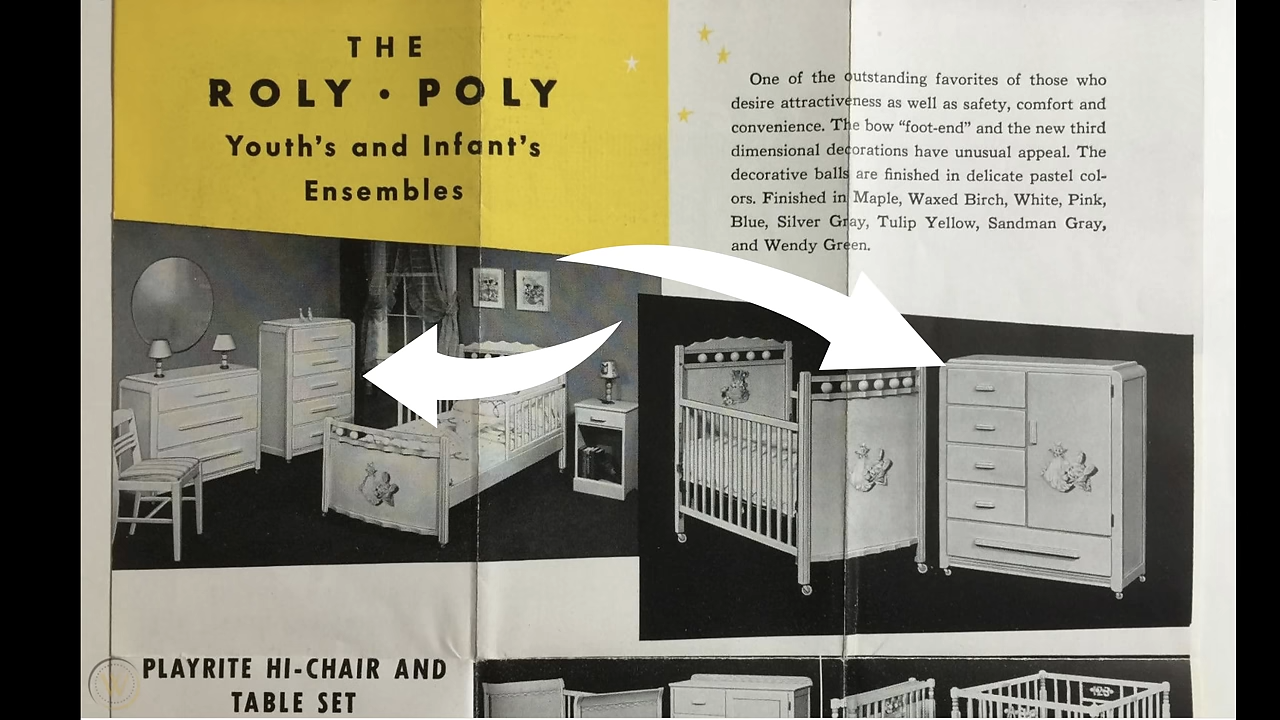 THE
ROLY · POLY
Youth's and Infant's
Ensembles
One of the outstanding favorites of those who
desire attractiveness as well as safety, comfort and
convenience. The bow “foot-end” and the new third
dimensional decorations have unusual appeal. The
decorative balls are finished in delicate pastel col-
ors. Finished in Maple, Waxed Birch, White, Pink,
Blue, Silver Gray, Tulip Yellow, Sandman Gray,
and Wendy Green.
PLAYRITE HI-CHAIR AND
TABLE SET
W